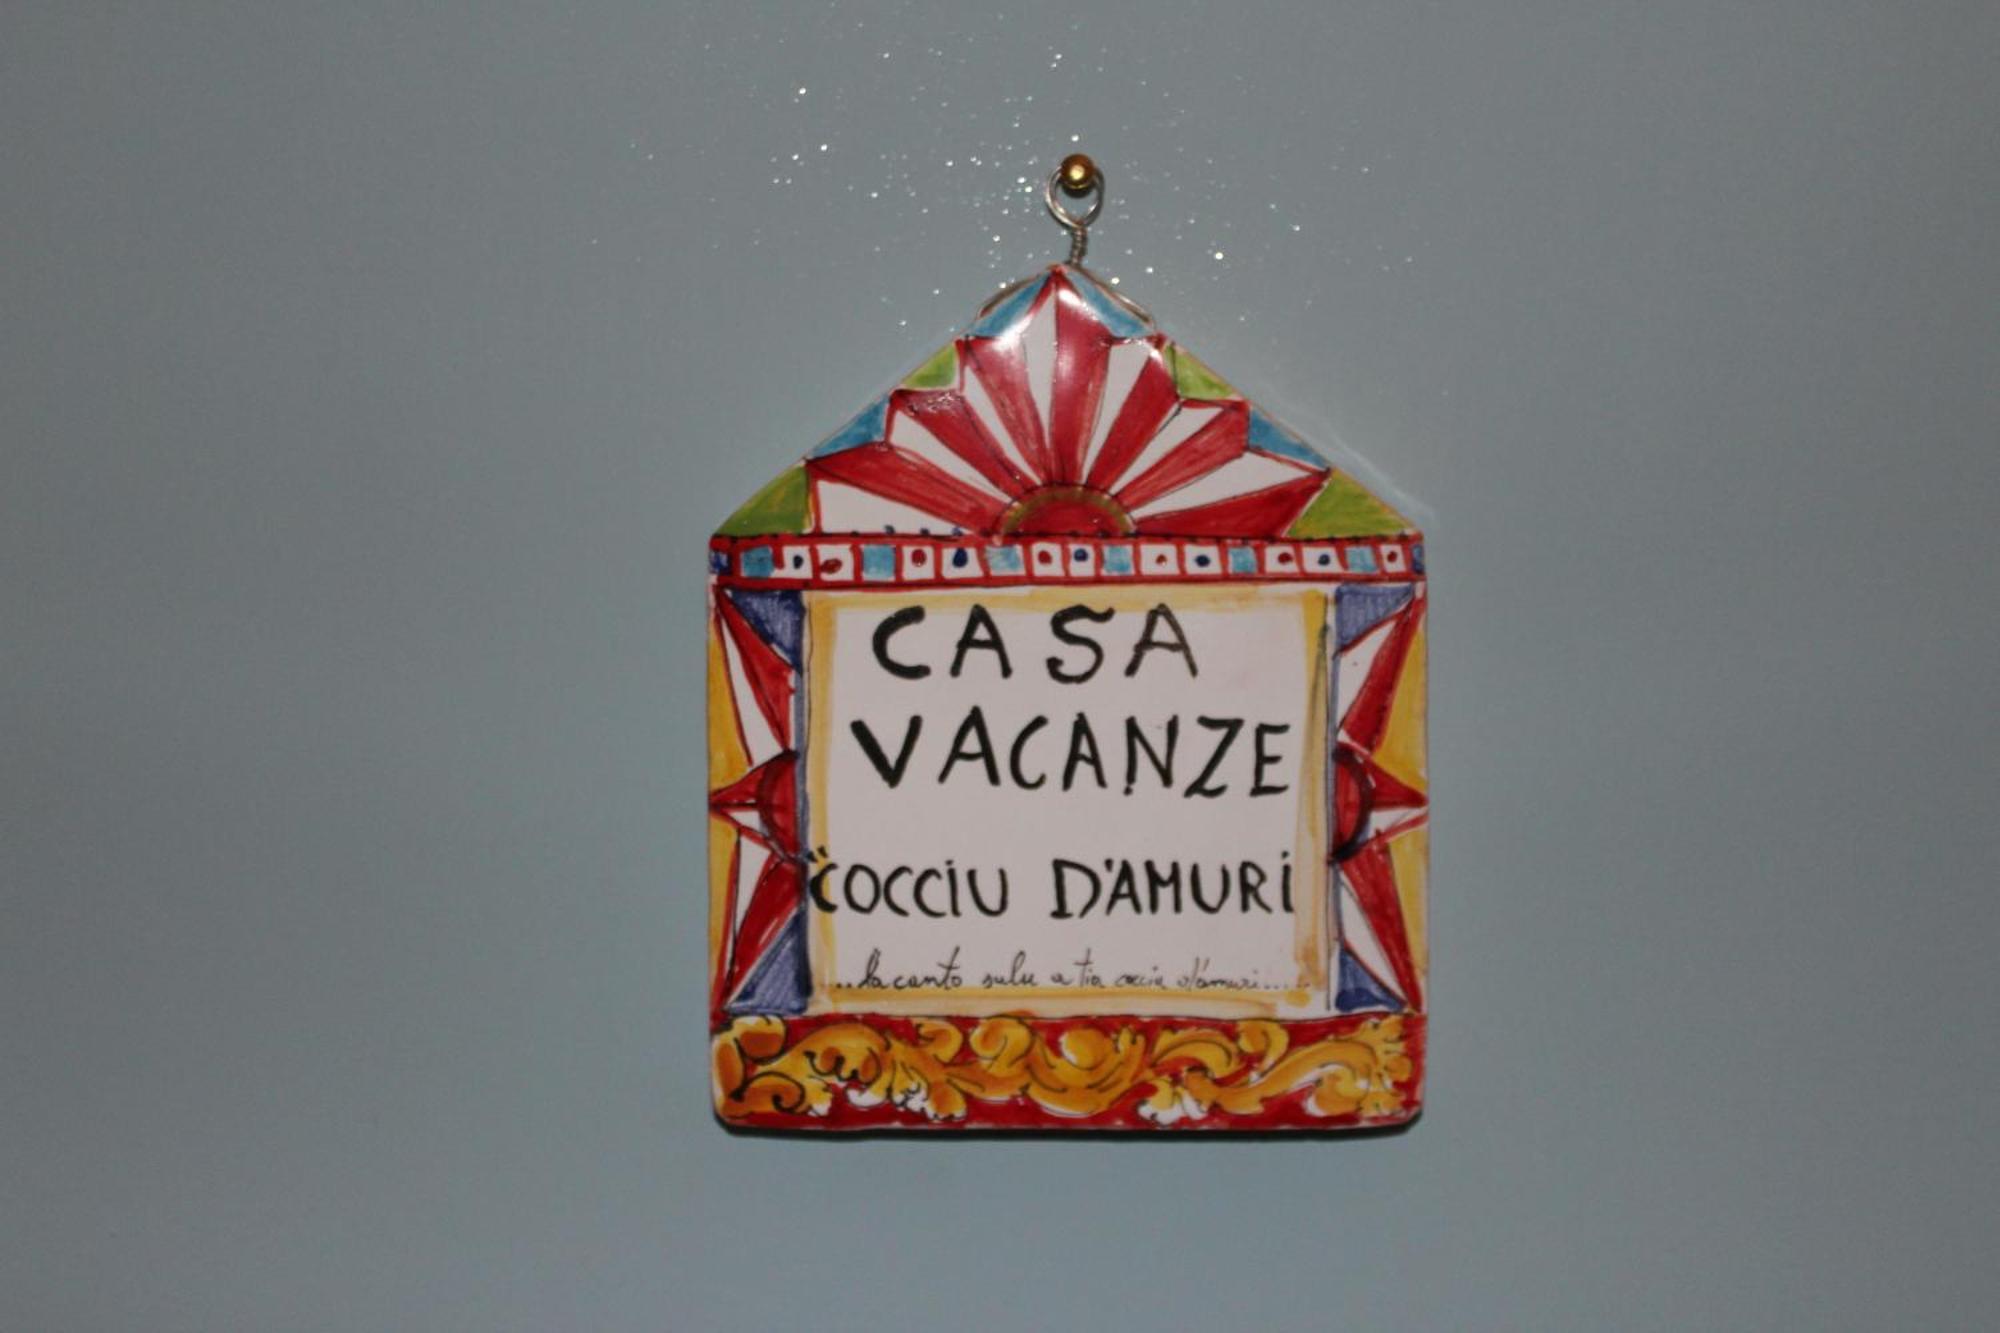 CASA
VACANZE
"COCCIU D'AMURI
..la canto sulu a tia cocciu d'amuri.....